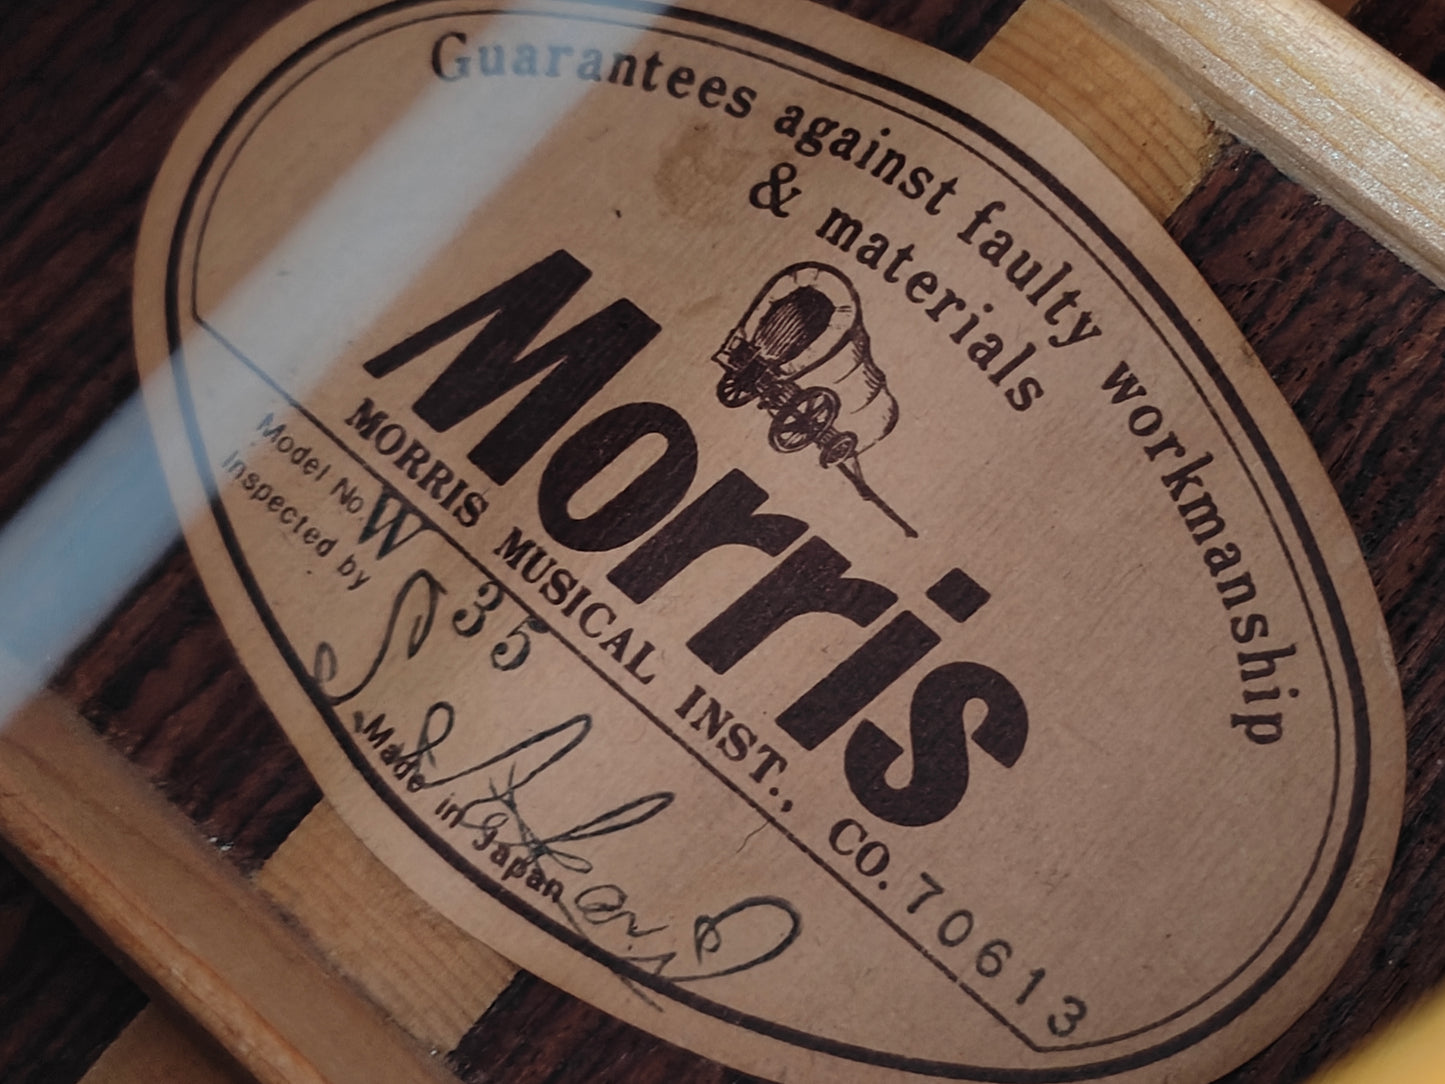 Guarantees against faulty workmanship
& materials
Morris
MORRIS MUSICAL INST., CO. 70613
Model No. W 35
Inspected by
Made in Japan